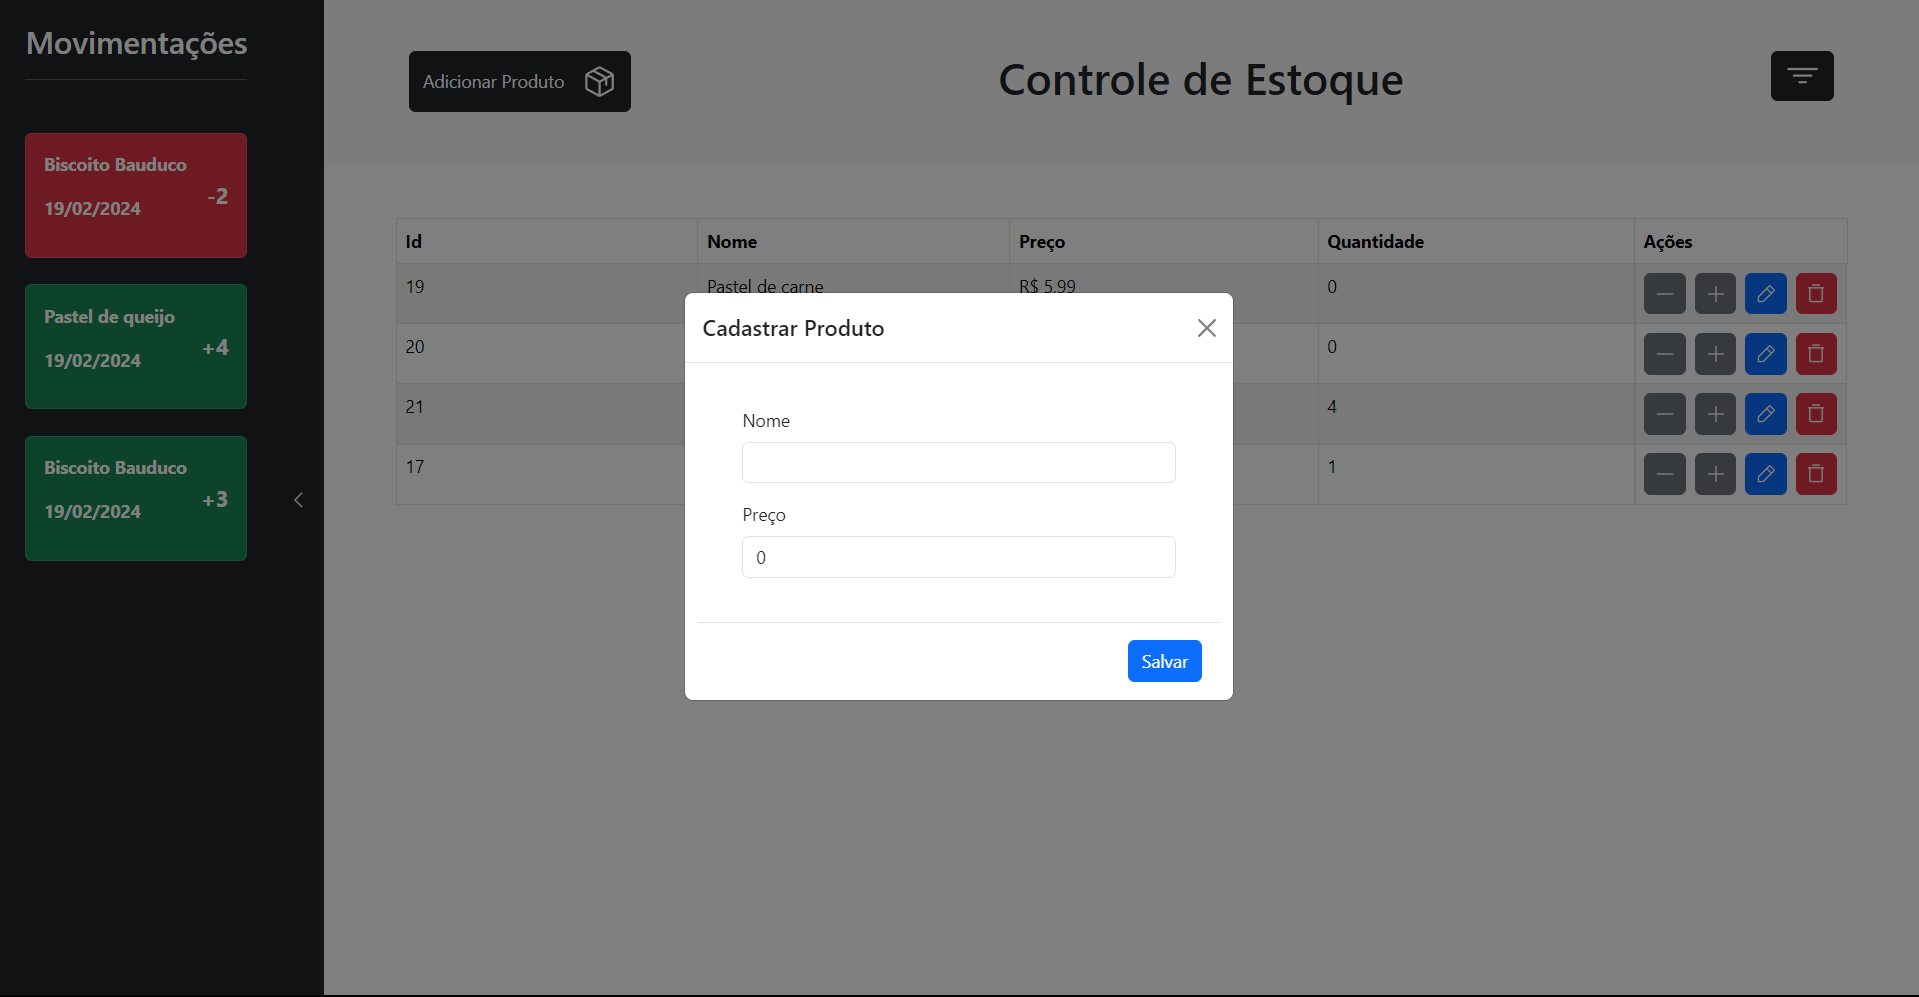 Movimentações
Biscoito Bauduco
19/02/2024
-2
Pastel de queijo
19/02/2024
+4
Biscoito Bauduco
19/02/2024
+3
Adicionar Produto
Controle de Estoque
Id Nome Preço Quantidade Ações
19 Pastel de carne R$ 5.99 0
20 0
21 4
17 1
Cadastrar Produto
Nome
Preço
0
Salvar